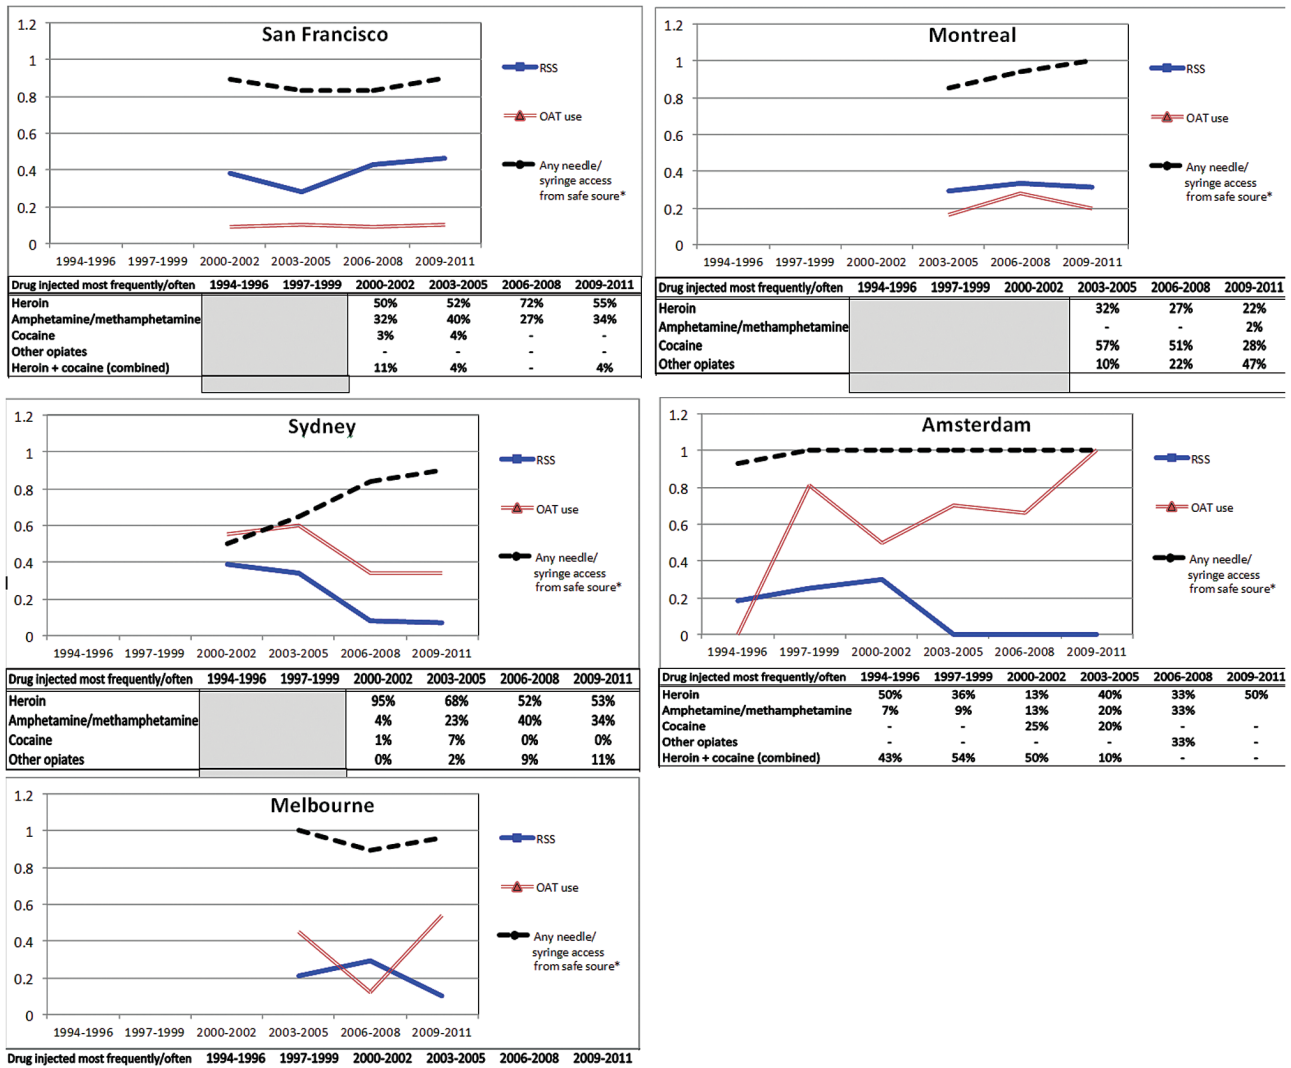 San Francisco
1.2
1
0.8
0.6
0.4
0.2
0
1994-1996 1997-1999 2000-2002 2003-2005 2006-2008 2009-2011
RSS
OAT use
Any needle/
syringe access
from safe soure*
Drug injected most frequently/often 1994-1996 1997-1999 2000-2002 2003-2005 2006-2008 2009-2011
Heroin 50% 52% 72% 55%
Amphetamine/methamphetamine 32% 40% 27% 34%
Cocaine 3% 4% - -
Other opiates - - - -
Heroin + cocaine (combined) 11% 4% - 4%
Montreal
1.2
1
0.8
0.6
0.4
0.2
0
1994-1996 1997-1999 2000-2002 2003-2005 2006-2008 2009-2011
RSS
OAT use
Any needle/
syringe access
from safe soure*
Drug injected most frequently/often 1994-1996 1997-1999 2000-2002 2003-2005 2006-2008 2009-2011
Heroin 32% 27% 22%
Amphetamine/methamphetamine - - 2%
Cocaine 57% 51% 28%
Other opiates 10% 22% 47%
Sydney
1.2
1
0.8
0.6
0.4
0.2
0
1994-1996 1997-1999 2000-2002 2003-2005 2006-2008 2009-2011
RSS
OAT use
Any needle/
syringe access
from safe soure*
Drug injected most frequently/often 1994-1996 1997-1999 2000-2002 2003-2005 2006-2008 2009-2011
Heroin 95% 68% 52% 53%
Amphetamine/methamphetamine 4% 23% 40% 34%
Cocaine 1% 7% 0% 0%
Other opiates 0% 2% 9% 11%
Amsterdam
1.2
1
0.8
0.6
0.4
0.2
0
1994-1996 1997-1999 2000-2002 2003-2005 2006-2008 2009-2011
RSS
OAT use
Any needle/
syringe access
from safe soure*
Drug injected most frequently/often 1994-1996 1997-1999 2000-2002 2003-2005 2006-2008 2009-2011
Heroin 50% 36% 13% 40% 33% 50%
Amphetamine/methamphetamine 7% 9% 13% 20% 33%
Cocaine - - 25% 20% - -
Other opiates - - - - 33% -
Heroin + cocaine (combined) 43% 54% 50% 10% - -
Melbourne
1.2
1
0.8
0.6
0.4
0.2
0
1994-1996 1997-1999 2000-2002 2003-2005 2006-2008 2009-2011
RSS
OAT use
Any needle/
syringe access
from safe soure*
Drug injected most frequently/often 1994-1996 1997-1999 2000-2002 2003-2005 2006-2008 2009-2011